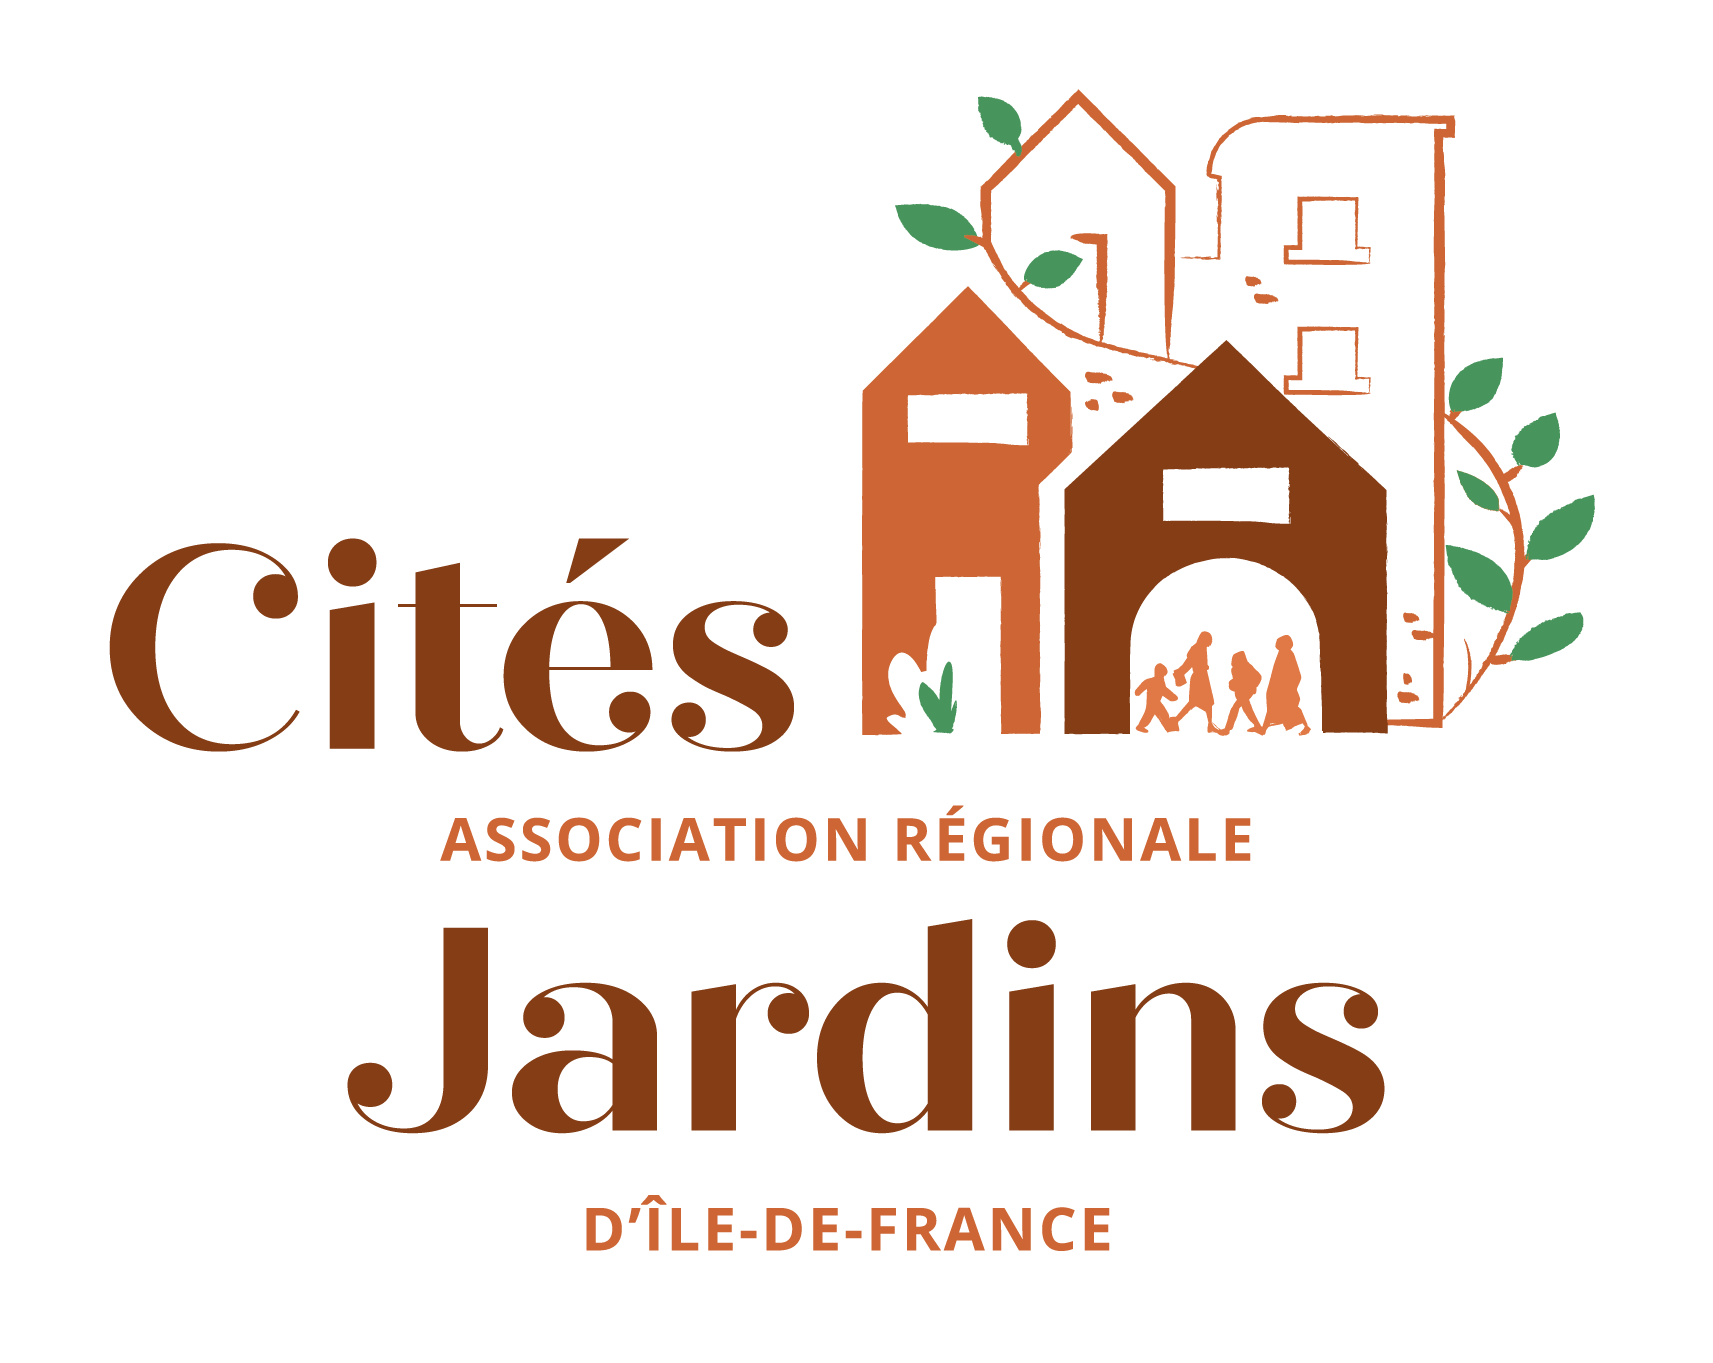 Cités
ASSOCIATION RÉGIONALE
Jardins
D’ÎLE-DE-FRANCE